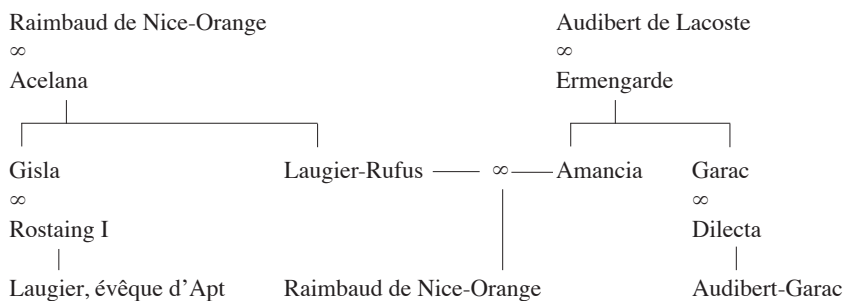 Raimbaud de Nice-Orange Audibert de Lacoste
∞ ∞
Acelana Ermengarde
Gisla Laugier-Rufus ∞ Amancia Garac
∞ ∞
Rostaing I Dilecta
Laugier, évêque d’Apt Raimbaud de Nice-Orange Audibert-Garac